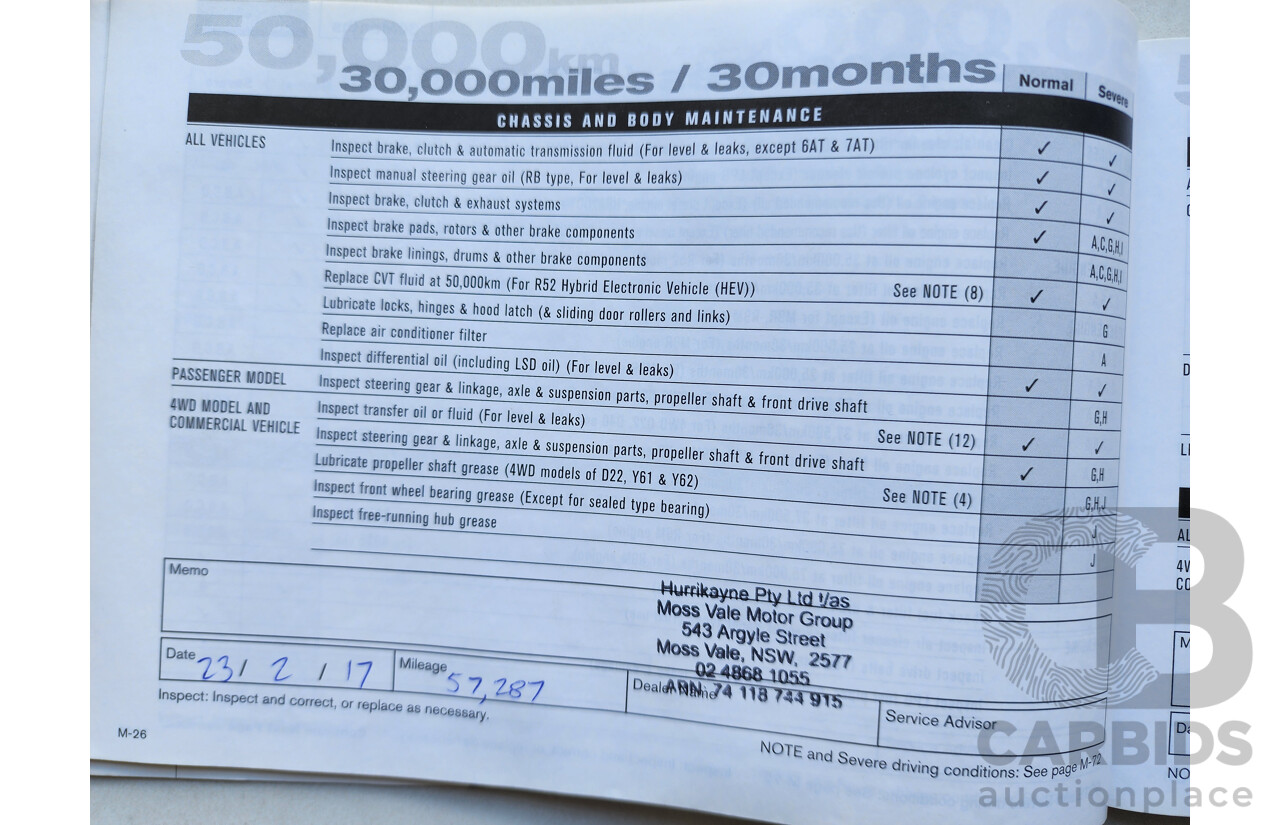 50,000km
30,000miles / 30months
Normal Severe
CHASSIS AND BODY MAINTENANCE
ALL VEHICLES
Inspect brake, clutch & automatic transmission fluid (For level & leaks, except 6AT & 7AT) ✓ ✓
Inspect manual steering gear oil (RB type, For level & leaks) ✓ ✓
Inspect brake, clutch & exhaust systems ✓ ✓
Inspect brake pads, rotors & other brake components ✓ A,C,G,H,I
Inspect brake linings, drums & other brake components A,C,G,H,I
Replace CVT fluid at 50,000km (For R52 Hybrid Electronic Vehicle (HEV)) See NOTE (8) ✓ ✓
Lubricate locks, hinges & hood latch (& sliding door rollers and links) G
Replace air conditioner filter A
Inspect differential oil (including LSD oil) (For level & leaks) ✓ ✓
PASSENGER MODEL
Inspect steering gear & linkage, axle & suspension parts, propeller shaft & front drive shaft G,H
4WD MODEL AND
COMMERCIAL VEHICLE
Inspect transfer oil or fluid (For level & leaks) See NOTE (12) ✓ ✓
Inspect steering gear & linkage, axle & suspension parts, propeller shaft & front drive shaft ✓ G,H
Lubricate propeller shaft grease (4WD models of D22, Y61 & Y62) See NOTE (4) G,H,J
Inspect front wheel bearing grease (Except for sealed type bearing) J
Inspect free-running hub grease J
Memo
Hurrikayne Pty Ltd t/as
Moss Vale Motor Group
543 Argyle Street
Moss Vale, NSW, 2577
02 4868 1055
ABN: 74 118 744 915
Date 23/ 2 / 17
Mileage 57,287
Dealer Name
Service Advisor
Inspect: Inspect and correct, or replace as necessary.
M-26
NOTE and Severe driving conditions: See page M-72
CB
CARBIDS
auctionplace